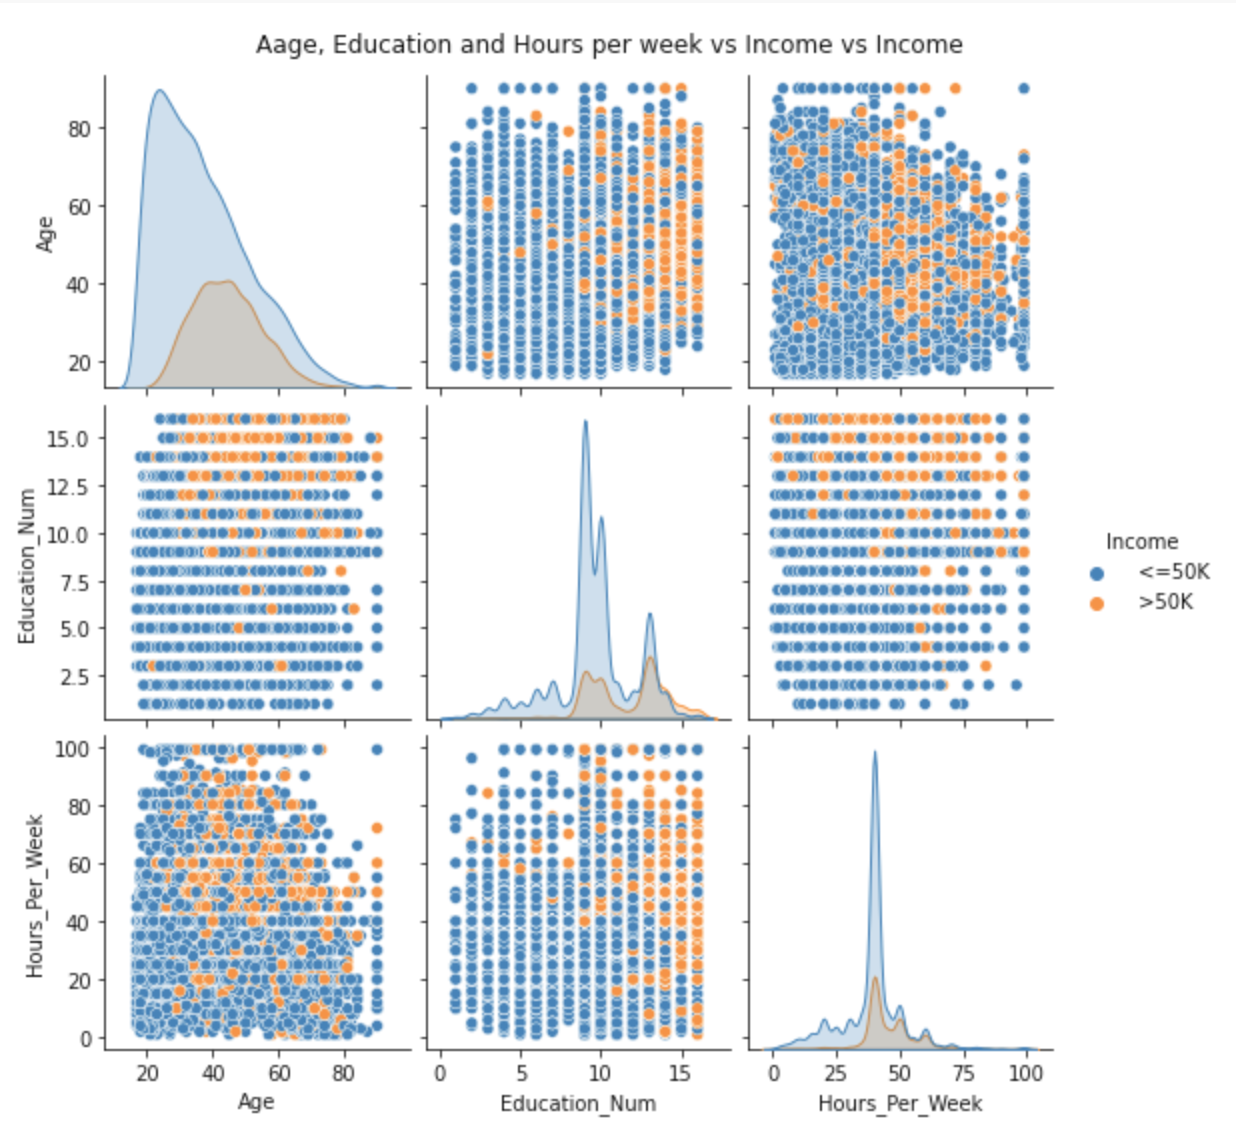 Aage, Education and Hours per week vs Income vs Income
80
60
40
20
Age
15.0
12.5
10.0
7.5
5.0
2.5
Education_Num
Income
<=50K
>50K
100
80
60
40
20
0
Hours_Per_Week
20 40 60 80
0 5 10 15
0 25 50 75 100
Age
Education_Num
Hours_Per_Week